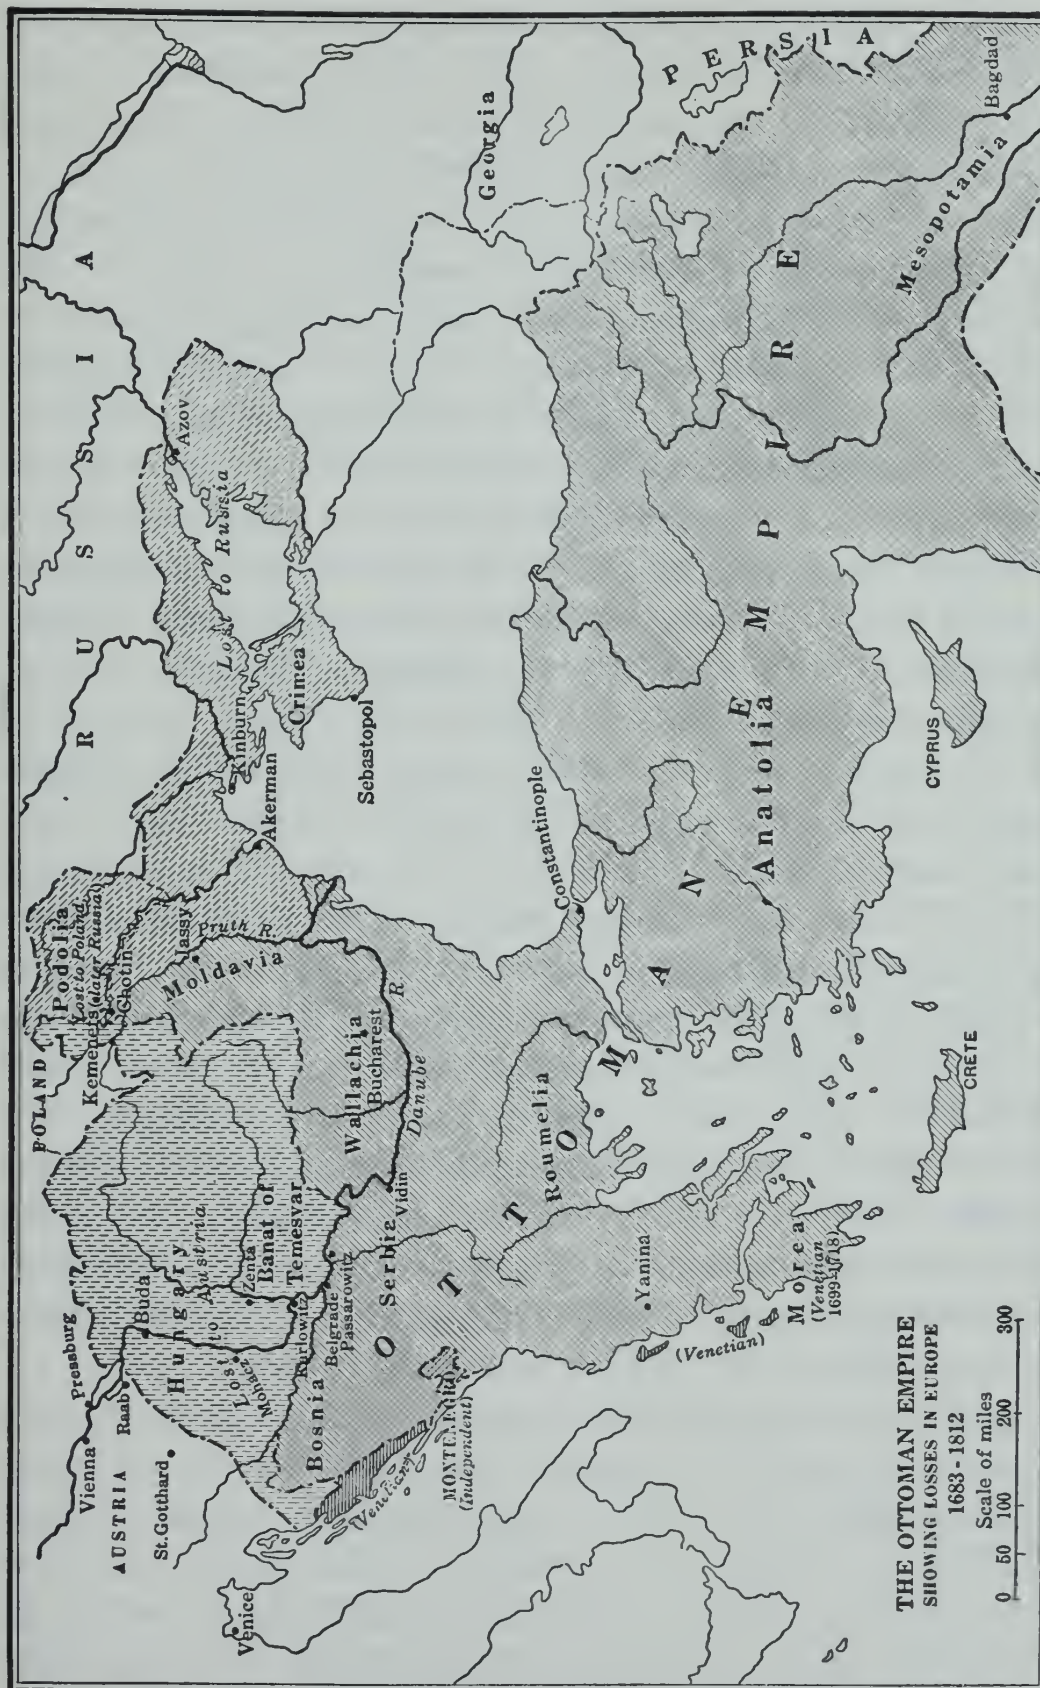 THE OTTOMAN EMPIRE
SHOWING LOSSES IN EUROPE
1683 - 1812
Scale of miles
0 50 100 200 300
OTTOMAN EMPIRE
RUSSIA
PERSIA
POLAND
AUSTRIA
Vienna
Pressburg
Raab
St. Gotthard
Venice
Buda
Hungary
Lost to Austria
Mohacz
Zenta
Banat of
Temesvar
Karlowitz
Belgrade
Passarowitz
Bosnia
Serbia
Vidin
(Venetian)
MONTENEGRO
(Independent)
Podolia
Lost to Poland
(later Russia)
Kemenets
Chotin
Jassy
Pruth R.
Moldavia
Wallachi
Bucharest
Danube R.
Akerman
Kinburn
Crimea
Sebastopol
Lost to Russia
Azov
Georgia
Constantinople
Roumelia
Yanina
(Venetian)
Morea
(Venetian
1699-1718)
Anatolia
Mesopotamia
Bagdad
CRETE
CYPRUS